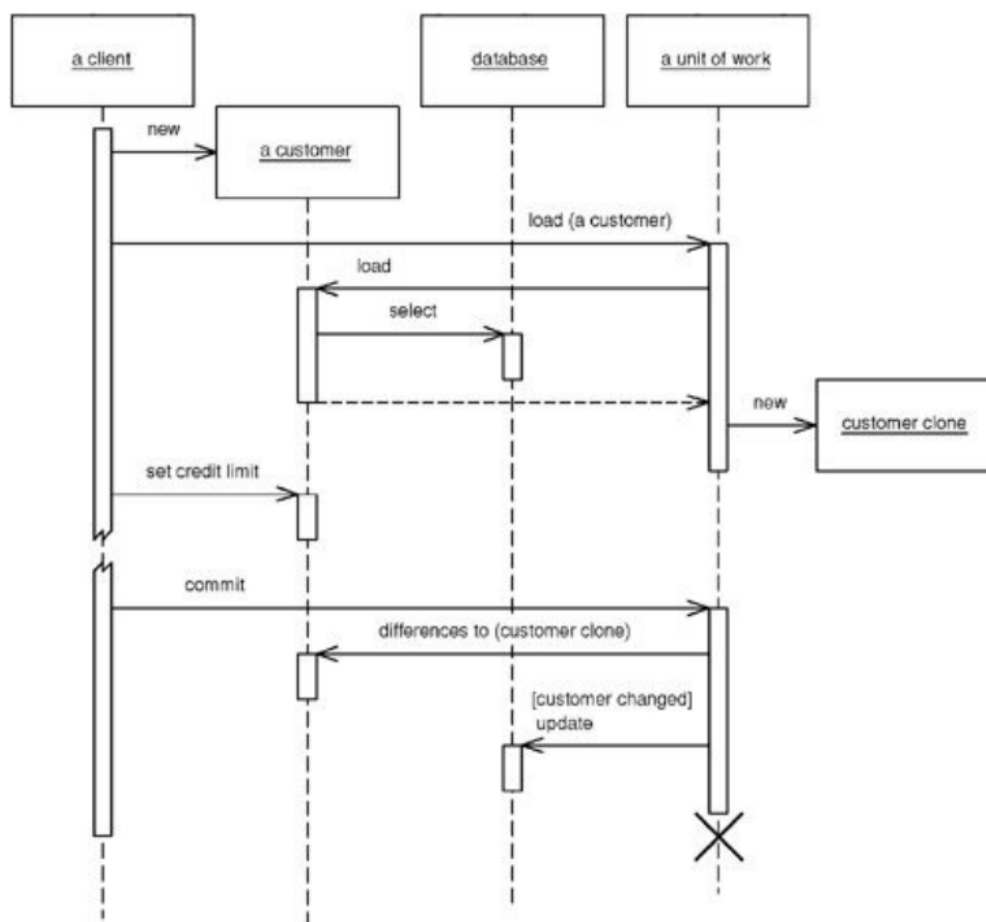 a client
database
a unit of work
new
a customer
load (a customer)
load
select
new
customer clone
set credit limit
commit
differences to (customer clone)
[customer changed]
update